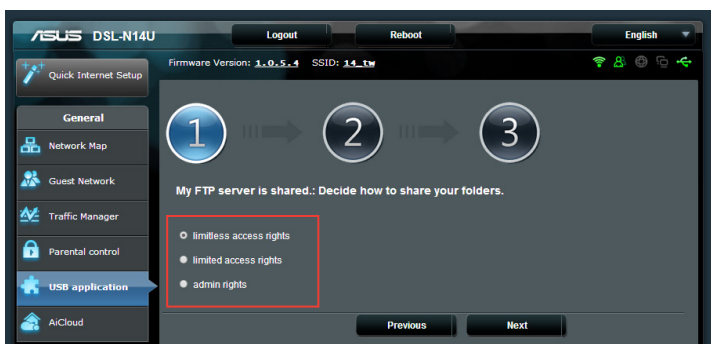 ASUS DSL-N14U
Logout
Reboot
English
Quick Internet Setup
Firmware Version: 1.0.5.4 SSID: 14_tw
General
Network Map
Guest Network
Traffic Manager
Parental control
USB application
AiCloud
1
2
3
My FTP server is shared.: Decide how to share your folders.
limitless access rights
limited access rights
admin rights
Previous
Next